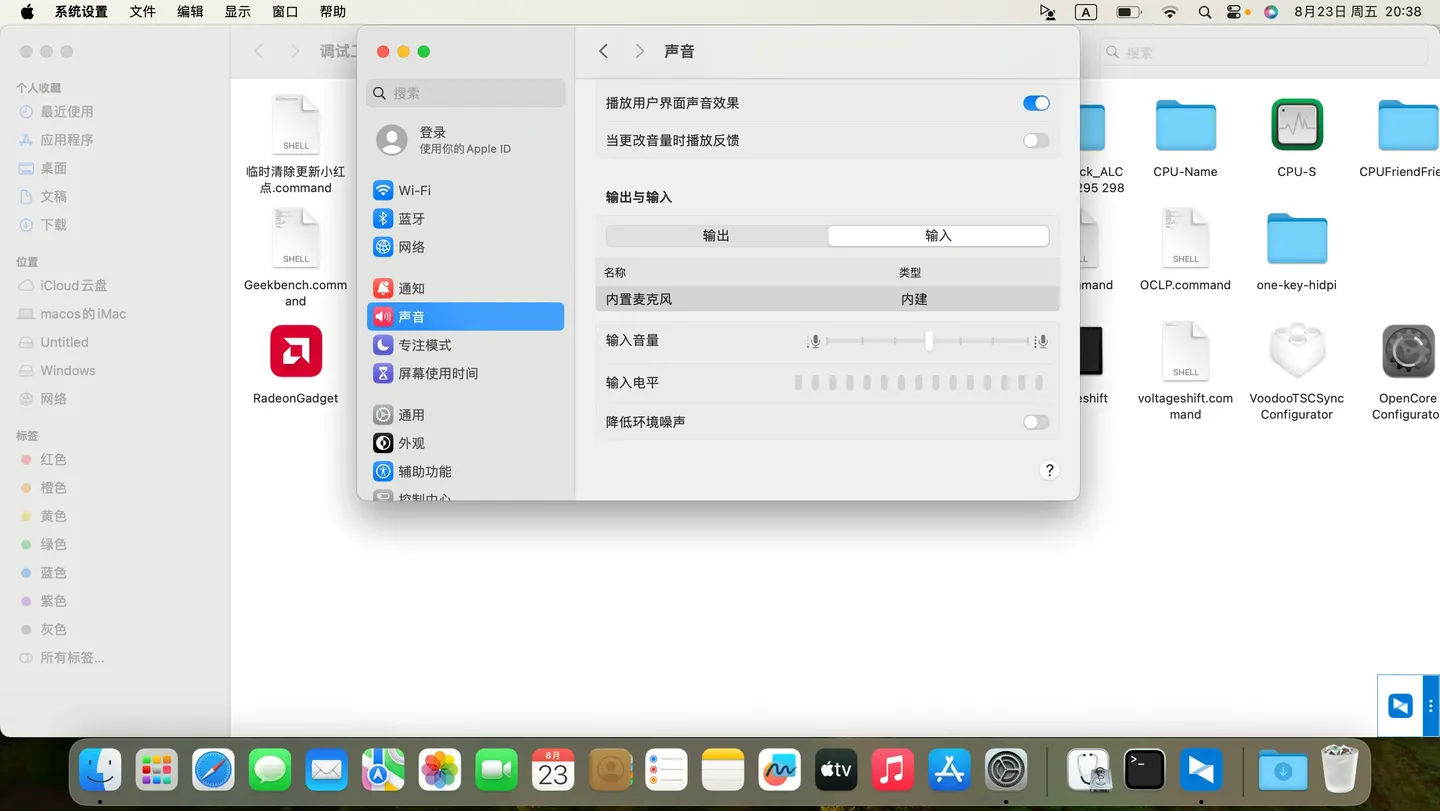 系统设置 文件 编辑 显示 窗口 帮助
A
8月23日 周五 20:38
个人收藏
最近使用
应用程序
桌面
文稿
下载
位置
iCloud云盘
macos的iMac
Untitled
Windows
网络
标签
红色
橙色
黄色
绿色
蓝色
紫色
灰色
所有标签...
调试工
SHELL
临时清除更新小红
点.command
SHELL
Geekbench.comm
and
RadeonGadget
搜索
登录
使用你的 Apple ID
Wi-Fi
蓝牙
网络
通知
声音
专注模式
屏幕使用时间
通用
外观
辅助功能
控制中心
声音
播放用户界面声音效果
当更改音量时播放反馈
输出与输入
输出 输入
名称 类型
内置麦克风 内建
输入音量
输入电平
降低环境噪声
?
搜索
ck_ALC
295 298
CPU-Name
CPU-S
CPUFriendFrie
LL
mand
SHELL
OCLP.command
one-key-hidpi
eshift
SHELL
voltageshift.com
mand
VoodooTSCSync
Configurator
OpenCore
Configurato
8月
23
tv
>_